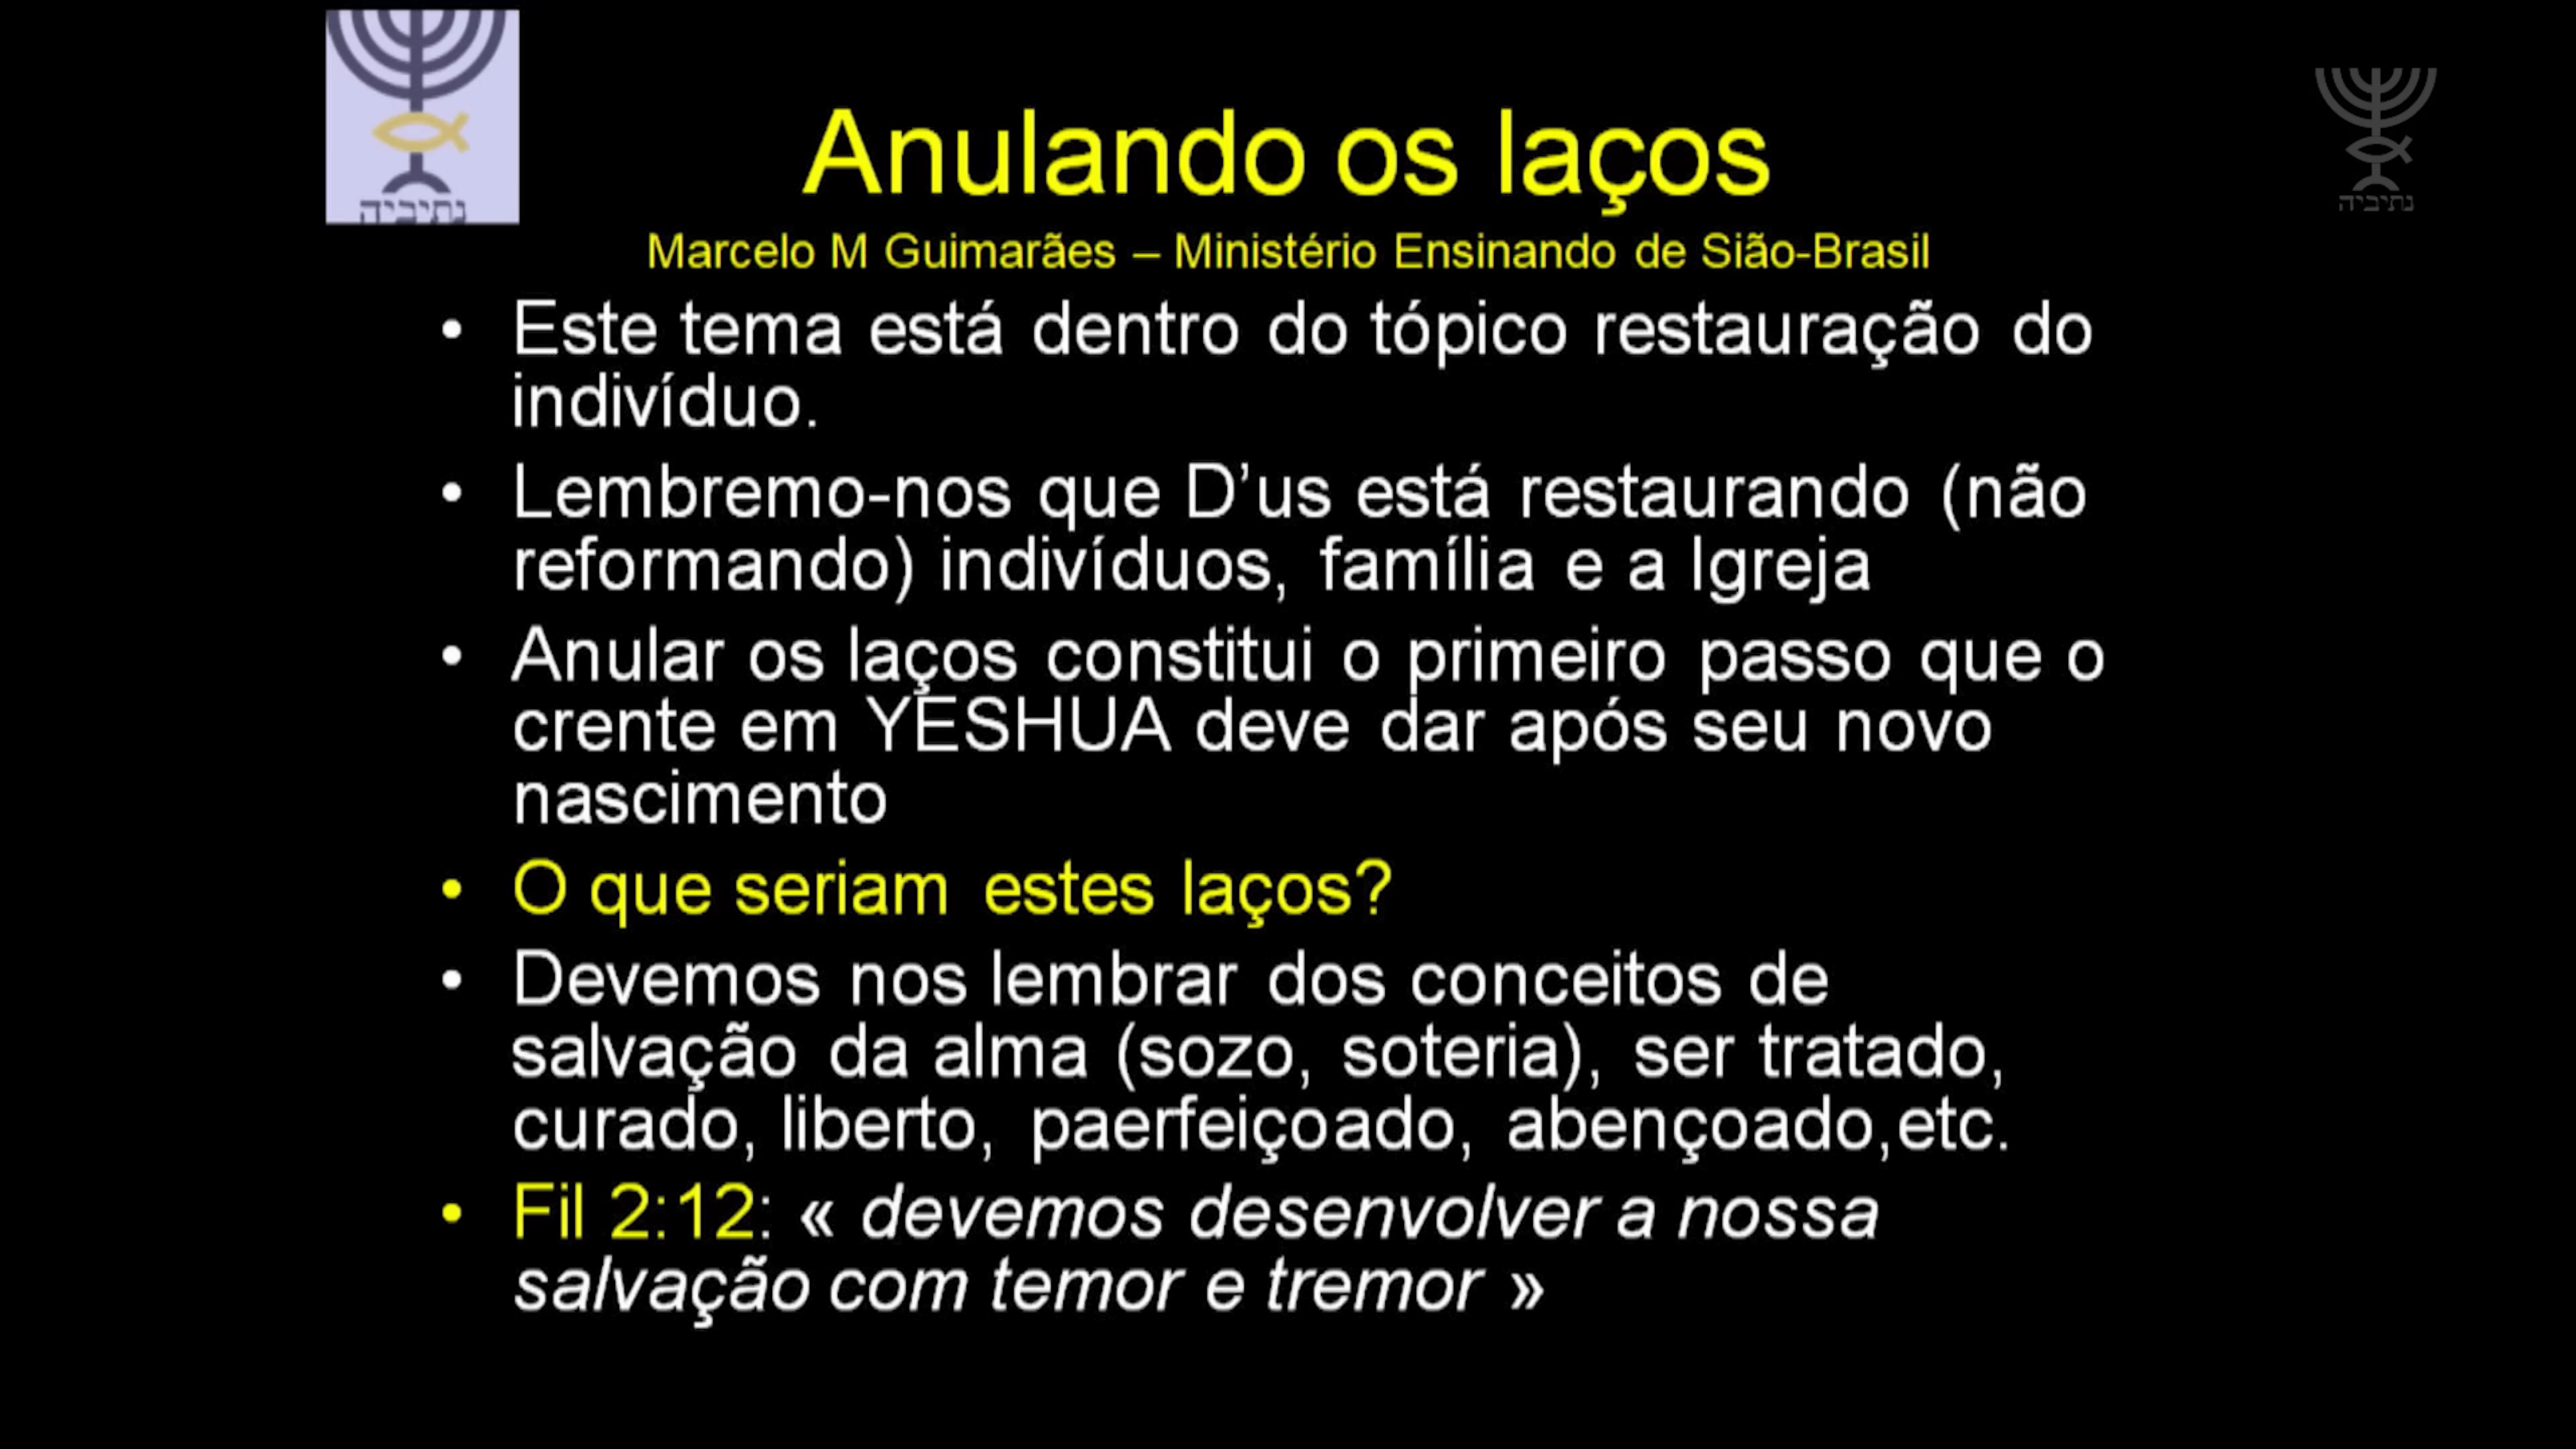 נתיביה
נתיביה
Anulando os laços
Marcelo M Guimarães – Ministério Ensinando de Sião-Brasil
• Este tema está dentro do tópico restauração do
indivíduo.
• Lembremo-nos que D’us está restaurando (não
reformando) indivíduos, família e a Igreja
• Anular os laços constitui o primeiro passo que o
crente em YESHUA deve dar após seu novo
nascimento
• O que seriam estes laços?
• Devemos nos lembrar dos conceitos de
salvação da alma (sozo, soteria), ser tratado,
curado, liberto, paerfeiçoado, abençoado,etc.
• Fil 2:12: « devemos desenvolver a nossa
salvação com temor e tremor »